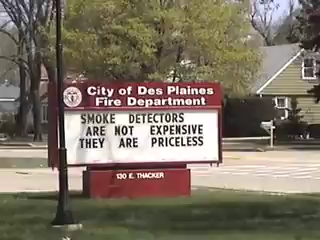 City of Des Plaines
Fire Department
SMOKE DETECTORS
ARE NOT EXPENSIVE
THEY ARE PRICELESS
130 E. THACKER